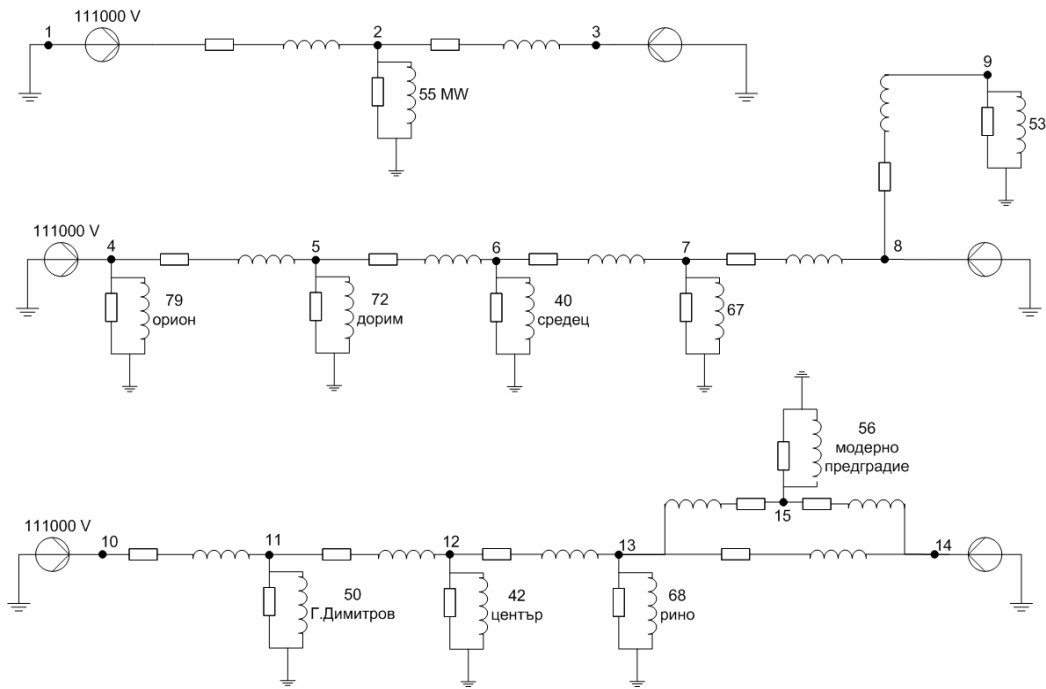 111000 V
1
2
3
55 MW
9
53
111000 V
4
5
6
7
8
79
орион
72
дорим
40
средец
67
56
модерно
предградие
15
111000 V
10
11
12
13
14
50
Г.Димитров
42
център
68
рино